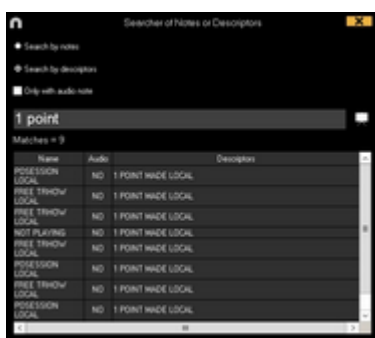 Searcher of Notes or Descriptors
Search by notes
Search by descriptors
Only with audio note
1 point
Matches = 9
Name Audio Descriptors
POSESSION LOCAL NO 1 POINT MADE LOCAL
FREE TRHOW LOCAL NO 1 POINT MADE LOCAL
FREE TRHOW LOCAL NO 1 POINT MADE LOCAL
NOT PLAYING NO 1 POINT MADE LOCAL
FREE TRHOW LOCAL NO 1 POINT MADE LOCAL
POSESSION LOCAL NO 1 POINT MADE LOCAL
FREE TRHOW LOCAL NO 1 POINT MADE LOCAL
POSESSION LOCAL NO 1 POINT MADE LOCAL